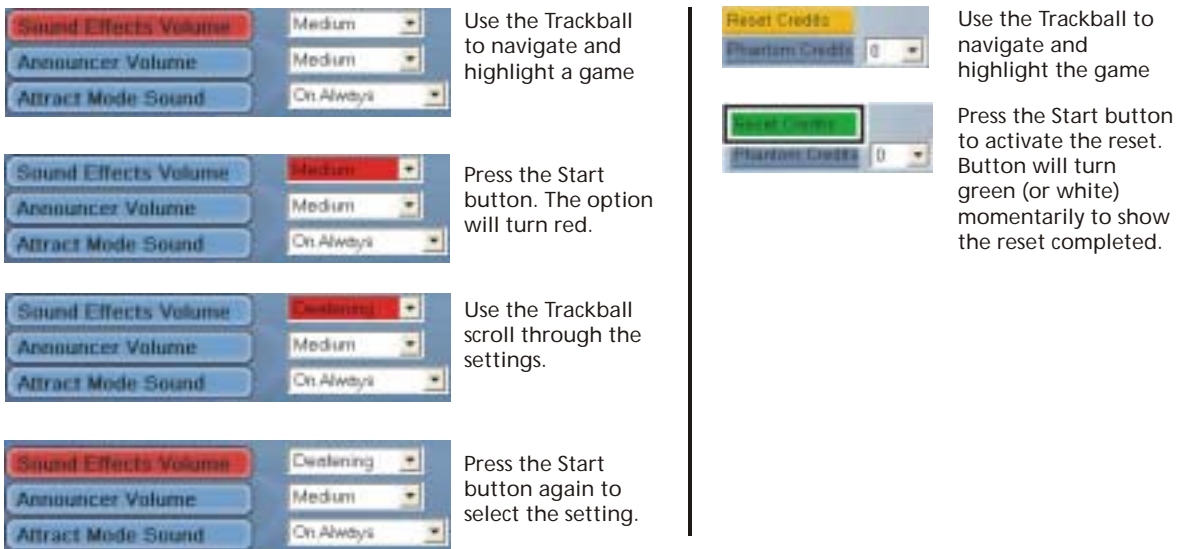 Sound Effects Volume Medium
Announcer Volume Medium
Attract Mode Sound On Always
Use the Trackball
to navigate and
highlight a game
Sound Effects Volume Medium
Announcer Volume Medium
Attract Mode Sound On Always
Press the Start
button. The option
will turn red.
Sound Effects Volume Deafening
Announcer Volume Medium
Attract Mode Sound On Always
Use the Trackball
scroll through the
settings.
Sound Effects Volume Deafening
Announcer Volume Medium
Attract Mode Sound On Always
Press the Start
button again to
select the setting.
Reset Credits
Phantom Credits 0
Use the Trackball to
navigate and
highlight the game
Reset Credits
Phantom Credits 0
Press the Start button
to activate the reset.
Button will turn
green (or white)
momentarily to show
the reset completed.